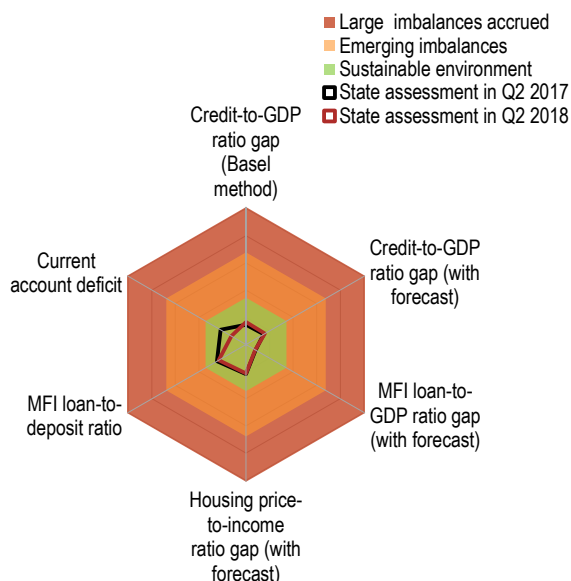 Large imbalances accrued
Emerging imbalances
Sustainable environment
State assessment in Q2 2017
State assessment in Q2 2018
Credit-to-GDP
ratio gap
(Basel
method)
Credit-to-GDP
ratio gap (with
forecast)
MFI loan-to-
GDP ratio gap
(with forecast)
Housing price-
to-income
ratio gap (with
forecast)
MFI loan-to-
deposit ratio
Current
account deficit